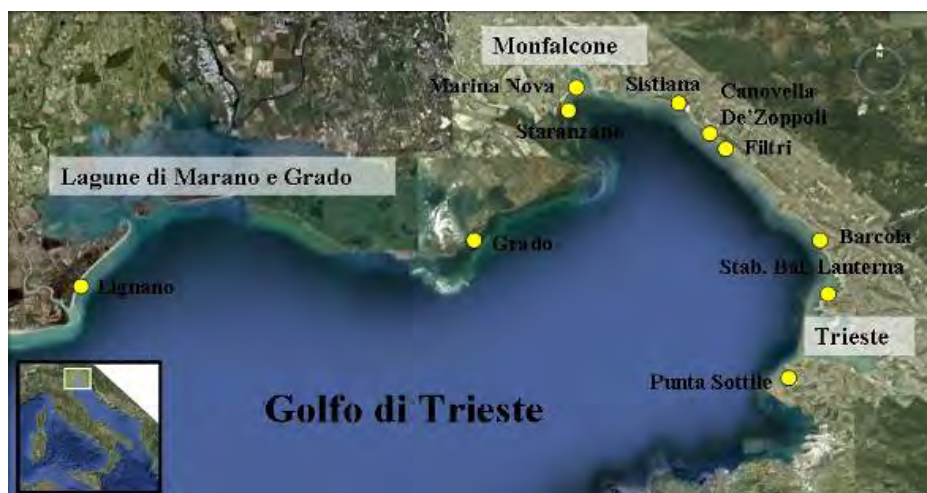 Monfalcone
Marina Nova
Sistiana
Canovella
De'Zoppoli
Staranzano
Filtri
Lagune di Marano e Grado
Grado
Barcola
Stab. Bal. Lanterna
Lignano
Trieste
Punta Sottile
Golfo di Trieste
N